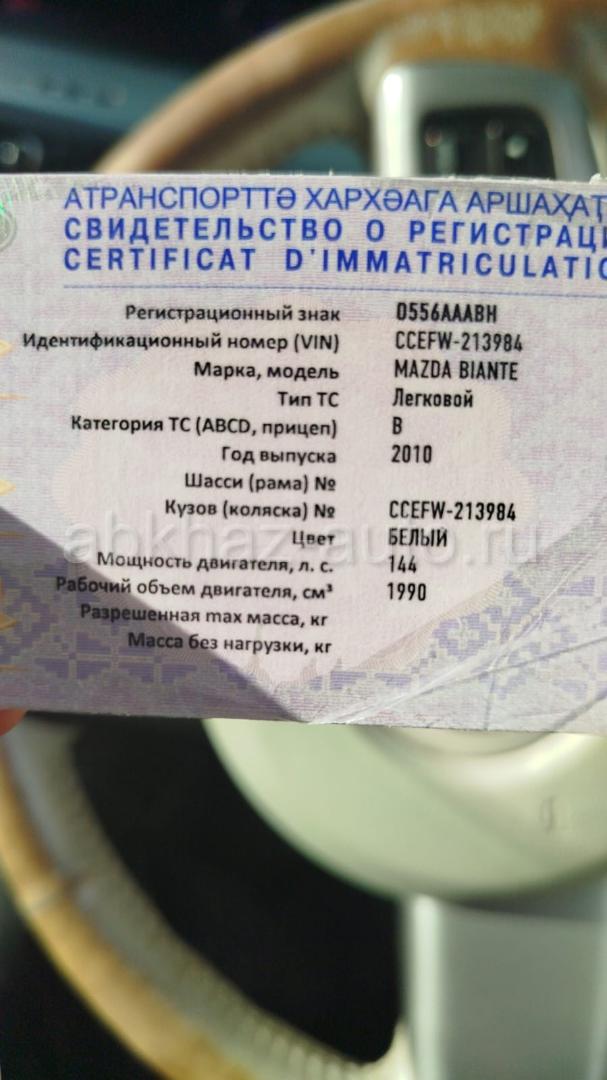 АТРАНСПОРТТӘ ХАРХӘАГА АРШАХАҬ
СВИДЕТЕЛЬСТВО О РЕГИСТРАЦИ
CERTIFICAT D'IMMATRICULATIO
Регистрационный знак 0556АААВН
Идентификационный номер (VIN) CCEFW-213984
Марка, модель MAZDA BIANTE
Тип ТС Легковой
Категория ТС (ABCD, прицеп) B
Год выпуска 2010
Шасси (рама) №
Кузов (коляска) № CCEFW-213984
Цвет БЕЛЫЙ
abkhaz-auto.ru
Мощность двигателя, л. с. 144
Рабочий объем двигателя, см³ 1990
Разрешенная max масса, кг
Масса без нагрузки, кг